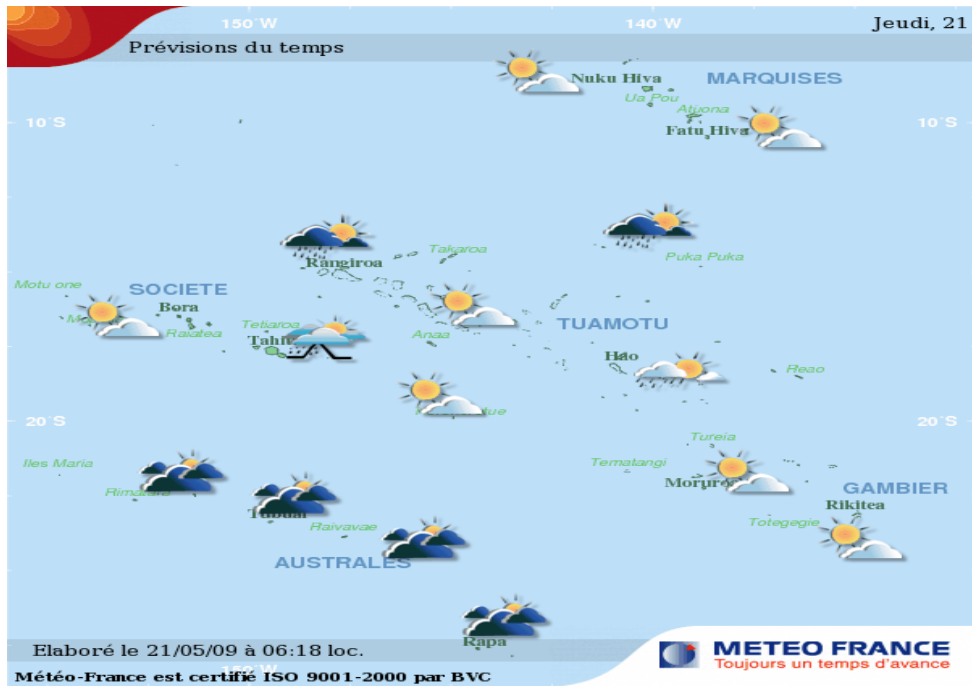 150°W
140°W
Jeudi, 21
Prévisions du temps
Nuku Hiva
MARQUISES
Ua Pou
Atuona
10°S
Fatu Hiva
10°S
Takaroa
Puka Puka
Rangiroa
Motu one
SOCIETE
Bora
Raiatea
Tetiaroa
Tahiti
Anaa
TUAMOTU
Hao
Reao
20°S
20°S
Tureia
Iles Maria
Tematangi
Rimatara
Moruroa
GAMBIER
Rikitea
Tubuai
Raivavae
Totegegie
AUSTRALES
Rapa
Elaboré le 21/05/09 à 06:18 loc.
150°W
METEO FRANCE
Toujours un temps d'avance
Météo-France est certifié ISO 9001-2000 par BVC